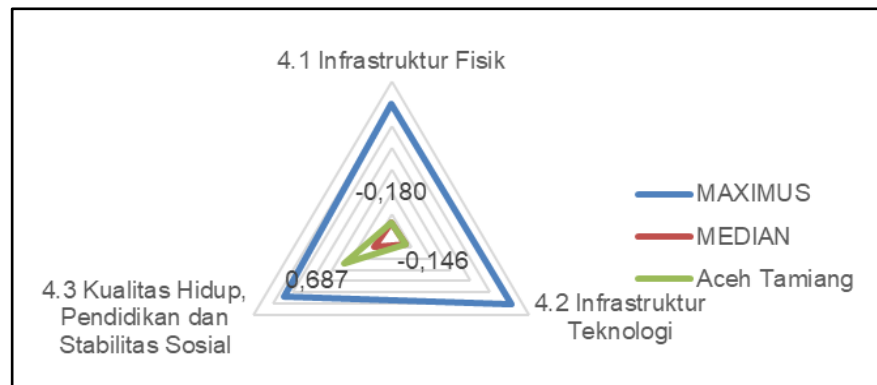 4.1 Infrastruktur Fisik
-0,180
-0,146
0,687
4.3 Kualitas Hidup,
Pendidikan dan
Stabilitas Sosial
4.2 Infrastruktur
Teknologi
MAXIMUS
MEDIAN
Aceh Tamiang